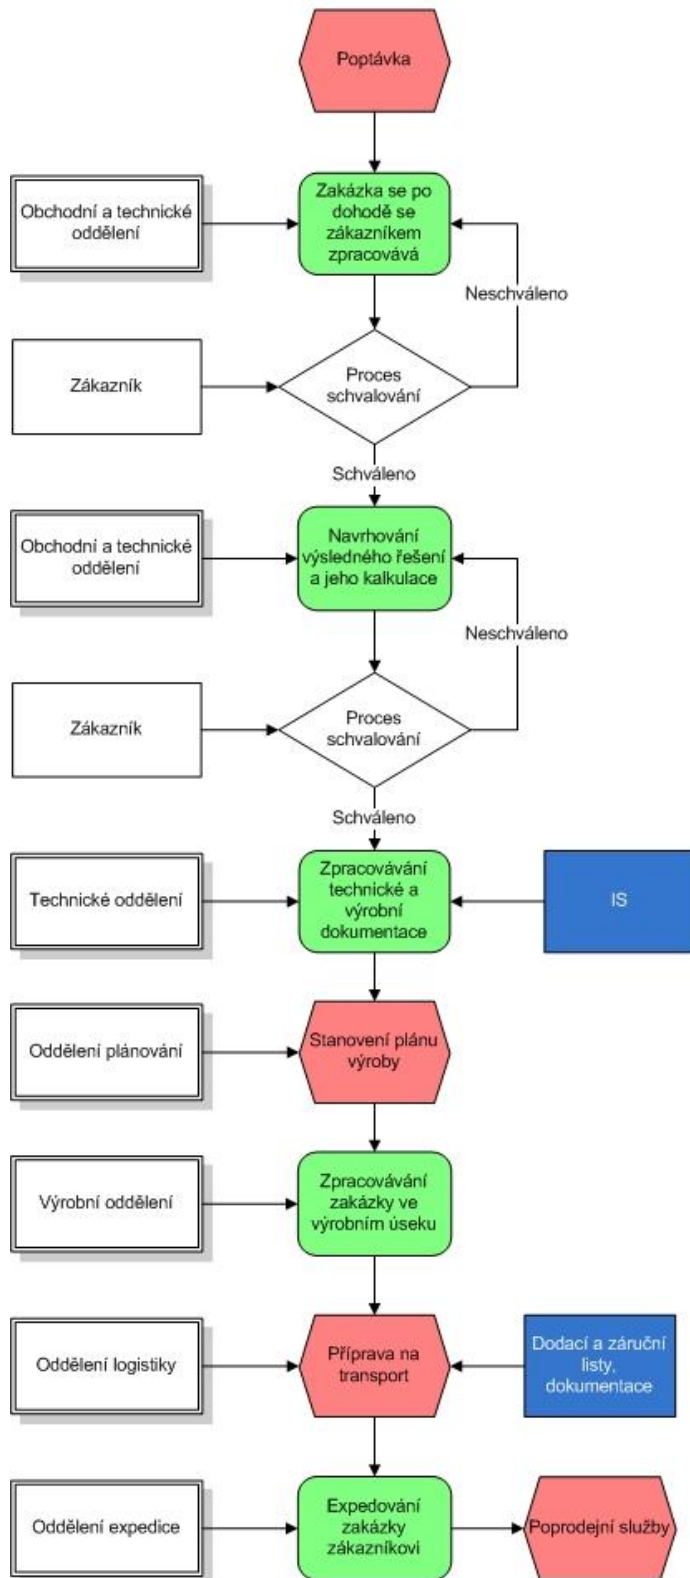 Poptávka
Obchodní a technické
oddělení
Zakázka se po
dohodě se
zákazníkem
zpracovává
Neschváleno
Zákazník
Proces
schvalování
Schváleno
Obchodní a technické
oddělení
Navrhování
výsledného řešení
a jeho kalkulace
Neschváleno
Zákazník
Proces
schvalování
Schváleno
Technické oddělení
Zpracovávání
technické a
výrobní
dokumentace
IS
Oddělení plánování
Stanovení plánu
výroby
Výrobní oddělení
Zpracovávání
zakázky ve
výrobním úseku
Oddělení logistiky
Příprava na
transport
Dodací a záruční
listy,
dokumentace
Oddělení expedice
Expedování
zakázky
zákazníkovi
Poprodejní služby